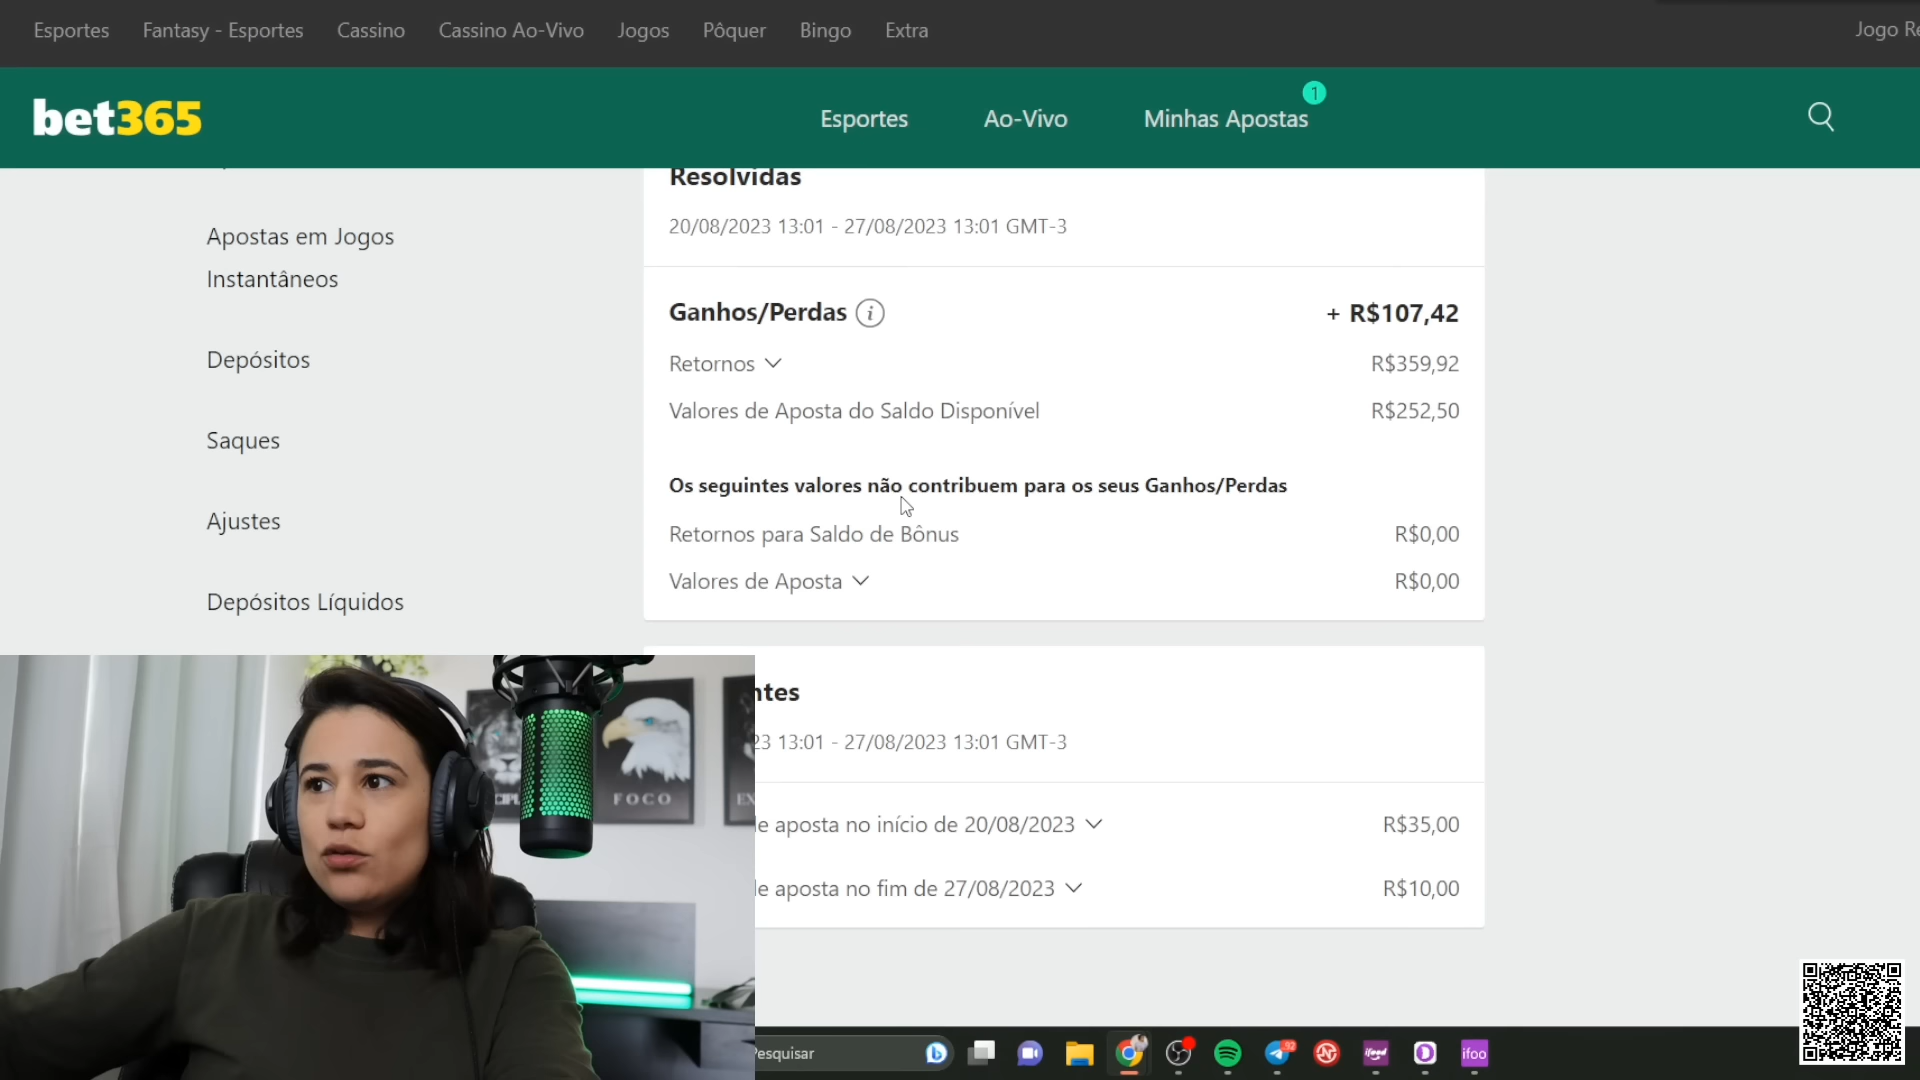 Esportes Fantasy - Esportes Cassino Cassino Ao-Vivo Jogos Pôquer Bingo Extra Jogo
bet365 Esportes Ao-Vivo Minhas Apostas 1
Resolvidas
20/08/2023 13:01 - 27/08/2023 13:01 GMT-3
Apostas em Jogos
Instantâneos
Depósitos
Saques
Ajustes
Depósitos Líquidos
Ganhos/Perdas i + R$107,42
Retornos R$359,92
Valores de Aposta do Saldo Disponível R$252,50
Os seguintes valores não contribuem para os seus Ganhos/Perdas
Retornos para Saldo de Bônus R$0,00
Valores de Aposta R$0,00
ntes
23 13:01 - 27/08/2023 13:01 GMT-3
e aposta no início de 20/08/2023 R$35,00
e aposta no fim de 27/08/2023 R$10,00
FOCO
esquisar
ifood
ifoo